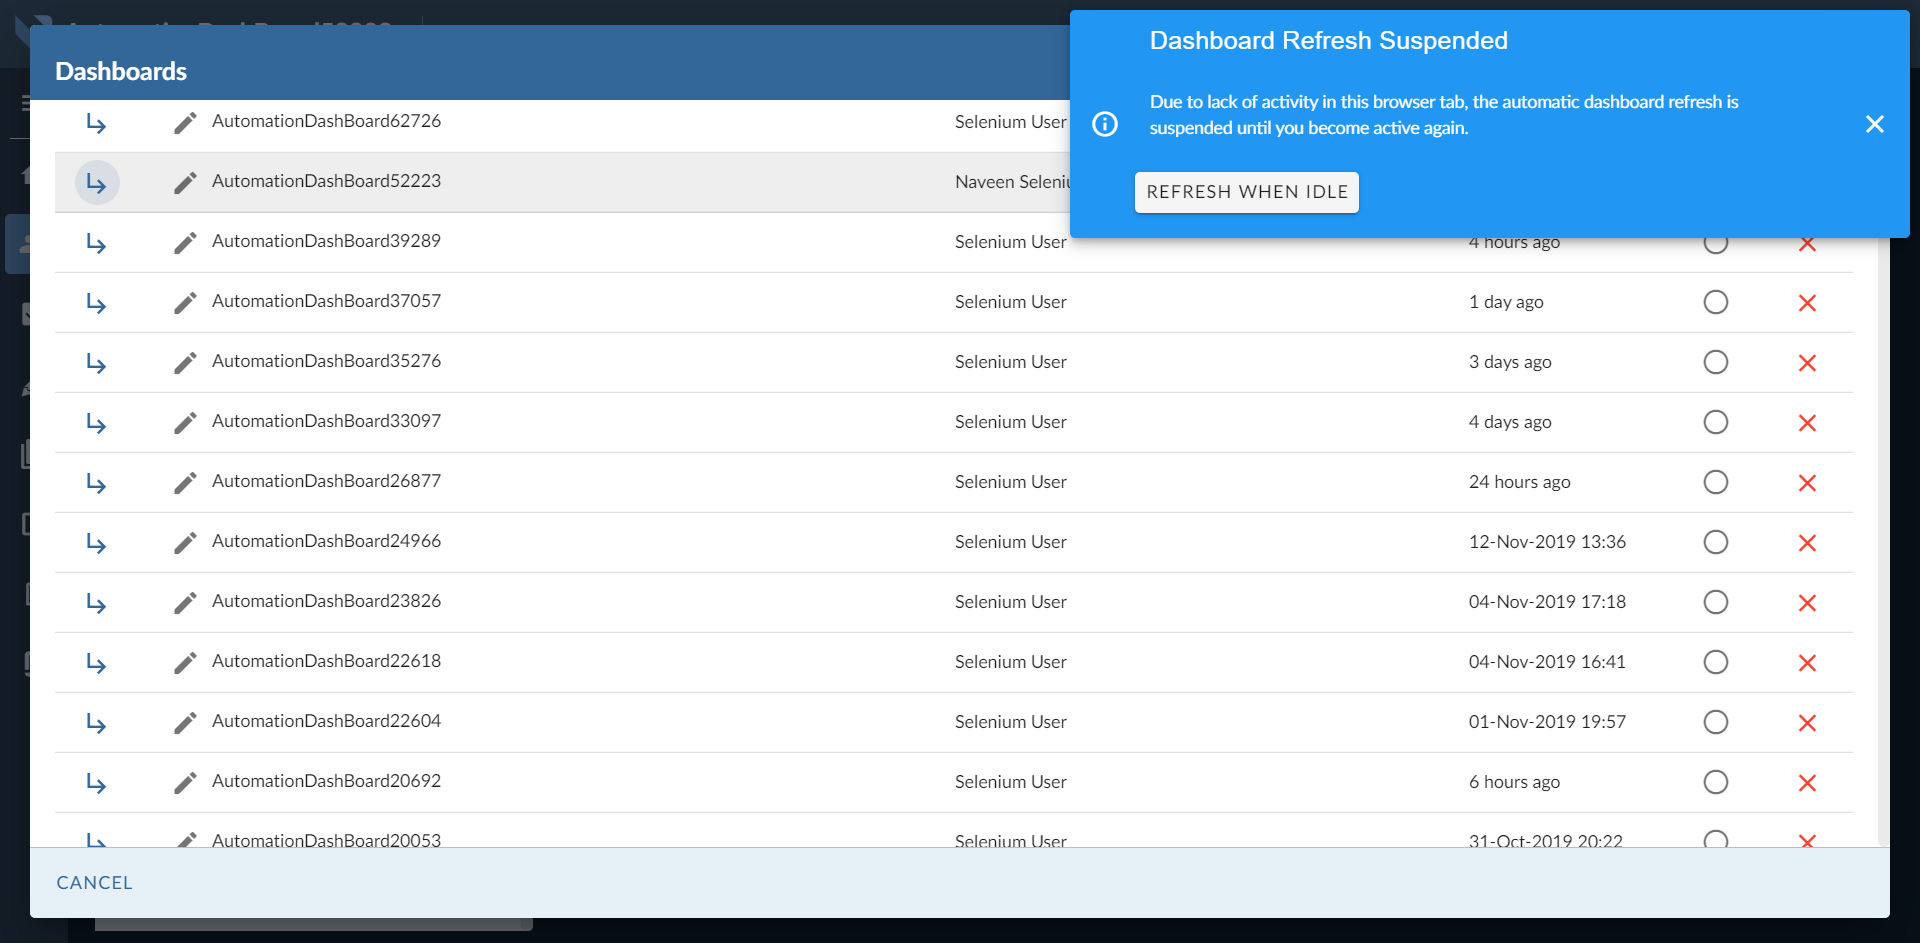 Dashboards
Dashboard Refresh Suspended
Due to lack of activity in this browser tab, the automatic dashboard refresh is
suspended until you become active again.
REFRESH WHEN IDLE
AutomationDashBoard62726 Selenium User
AutomationDashBoard52223 Naveen
AutomationDashBoard39289 Selenium User 4 hours ago
AutomationDashBoard37057 Selenium User 1 day ago
AutomationDashBoard35276 Selenium User 3 days ago
AutomationDashBoard33097 Selenium User 4 days ago
AutomationDashBoard26877 Selenium User 24 hours ago
AutomationDashBoard24966 Selenium User 12-Nov-2019 13:36
AutomationDashBoard23826 Selenium User 04-Nov-2019 17:18
AutomationDashBoard22618 Selenium User 04-Nov-2019 16:41
AutomationDashBoard22604 Selenium User 01-Nov-2019 19:57
AutomationDashBoard20692 Selenium User 6 hours ago
AutomationDashBoard20053 Selenium User 31-Oct-2019 20:22
CANCEL